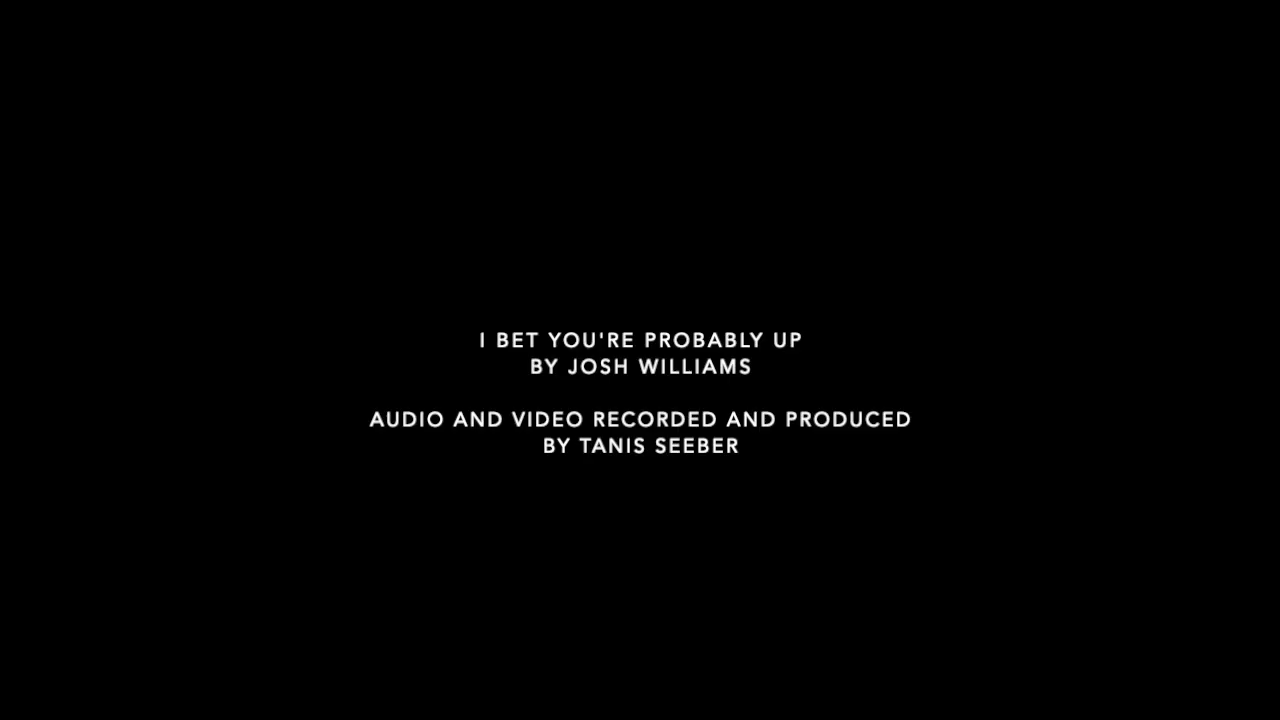 I BET YOU'RE PROBABLY UP
BY JOSH WILLIAMS
AUDIO AND VIDEO RECORDED AND PRODUCED
BY TANIS SEEBER